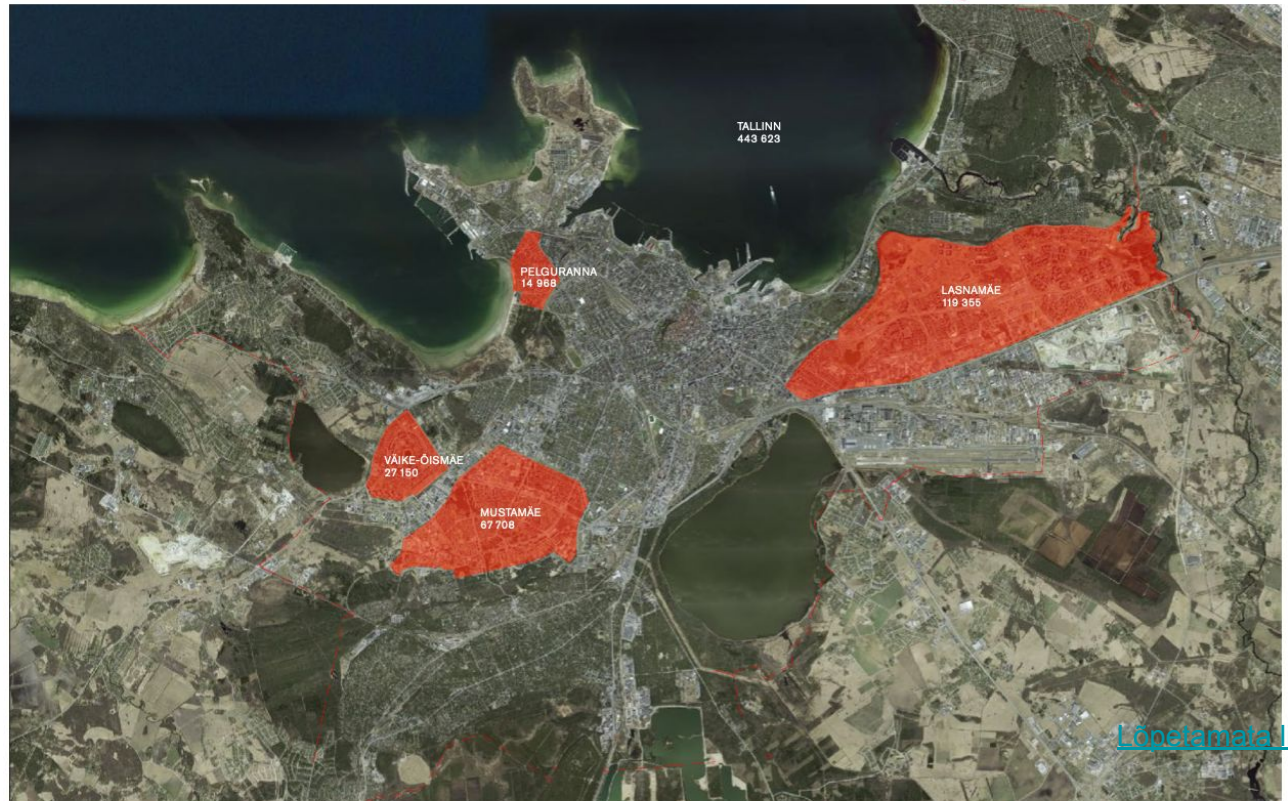 TALLINN
443 623
PELGURANNA
14 968
LASNAMÄE
119 355
VÄIKE-ÕISMÄE
27 150
MUSTAMÄE
67 708
Lõpetamata l